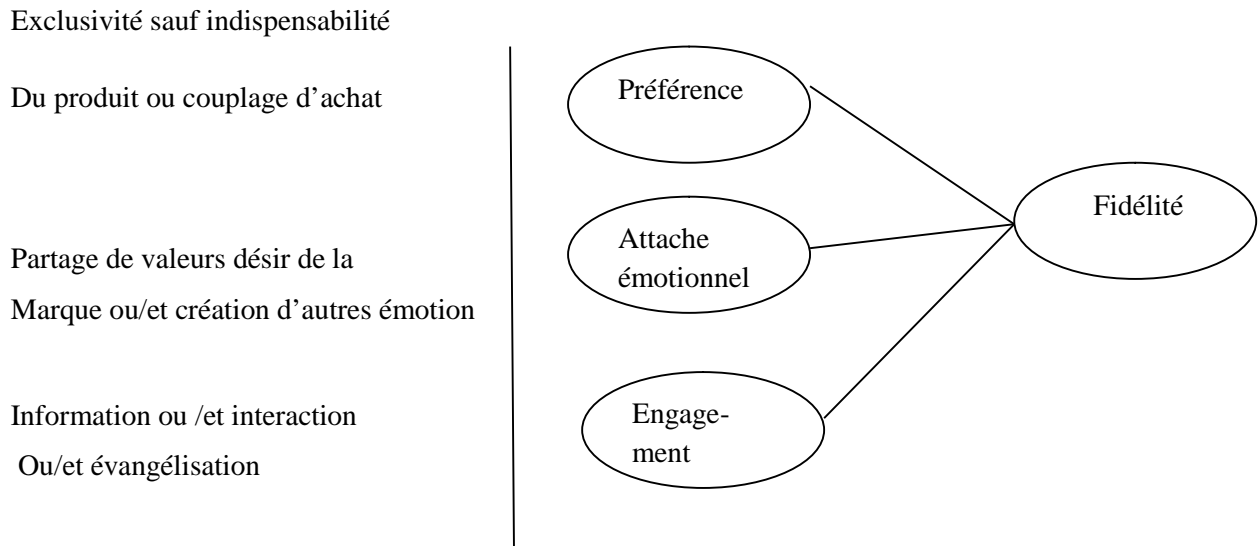 Exclusivité sauf indispensabilité
Du produit ou couplage d’achat
Préférence
Fidélité
Partage de valeurs désir de la
Marque ou/et création d’autres émotion
Attache
émotionnel
Information ou /et interaction
Ou/et évangélisation
Engage-
ment